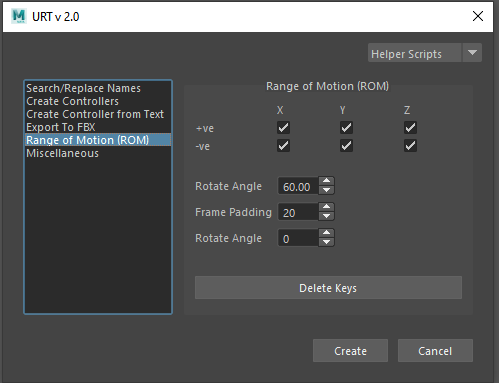 URT v 2.0
Helper Scripts
Search/Replace Names
Create Controllers
Create Controller from Text
Export To FBX
Range of Motion (ROM)
Miscellaneous
Range of Motion (ROM)
X Y Z
+ve
-ve
Rotate Angle 60.00
Frame Padding 20
Rotate Angle 0
Delete Keys
Create Cancel